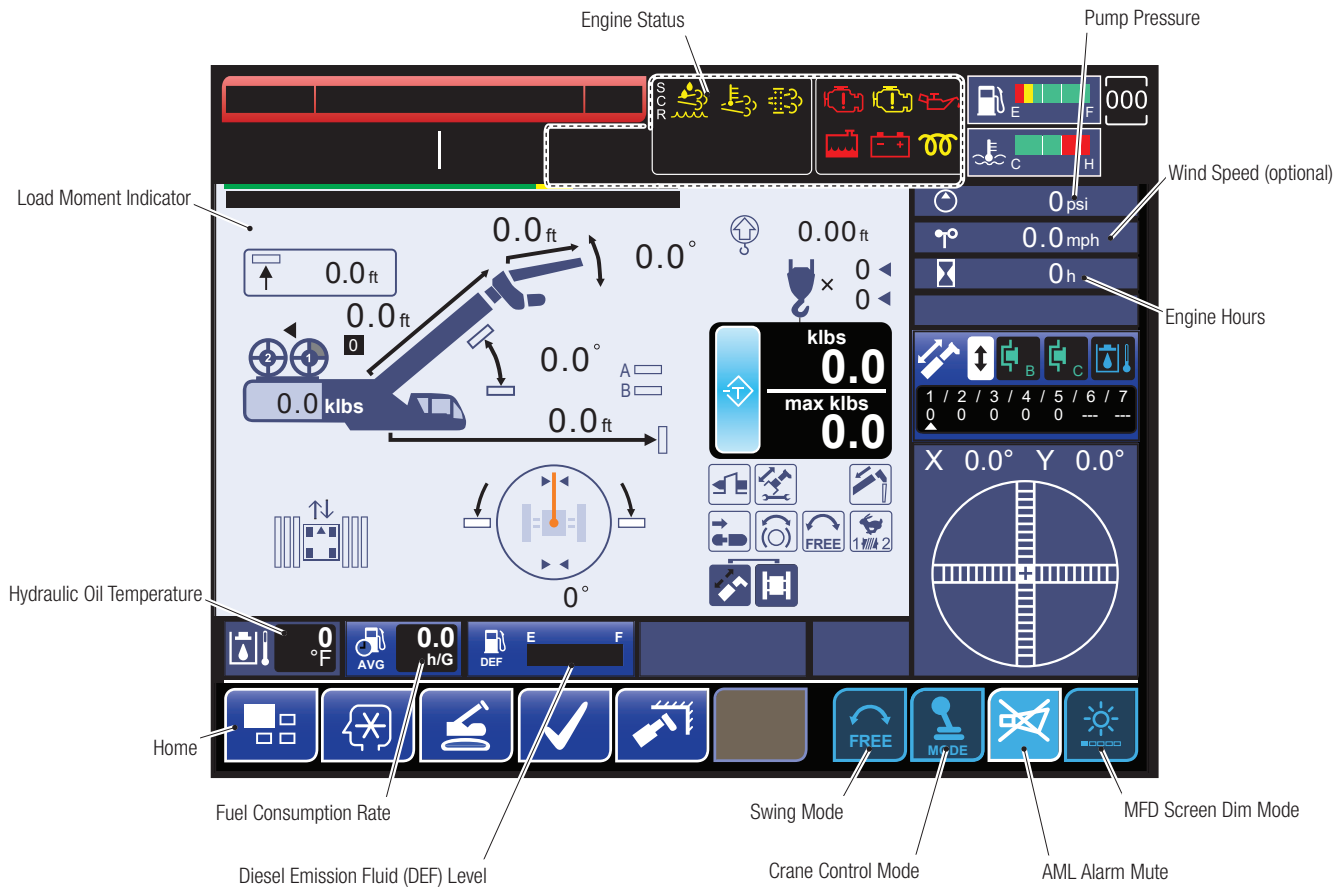 Engine Status
Pump Pressure
S
C
R
E F
000
C H
Load Moment Indicator
Wind Speed (optional)
0 psi
0.0 mph
0 h
Engine Hours
0.0 ft
0.0°
0.00 ft
0.0 ft
× 0
0
0.0 ft
0
2 1
0.0°
A
B
klbs
0.0
max klbs
0.0
0.0 klbs
0.0 ft
B C
1 / 2 / 3 / 4 / 5 / 6 / 7
0 0 0 0 0 --- ---
X 0.0° Y 0.0°
FREE
1 2
0°
T
Hydraulic Oil Temperature
0
°F
AVG
0.0
h/G
DEF
E F
Home
FREE
MODE
Fuel Consumption Rate
Swing Mode
MFD Screen Dim Mode
Diesel Emission Fluid (DEF) Level
Crane Control Mode
AML Alarm Mute